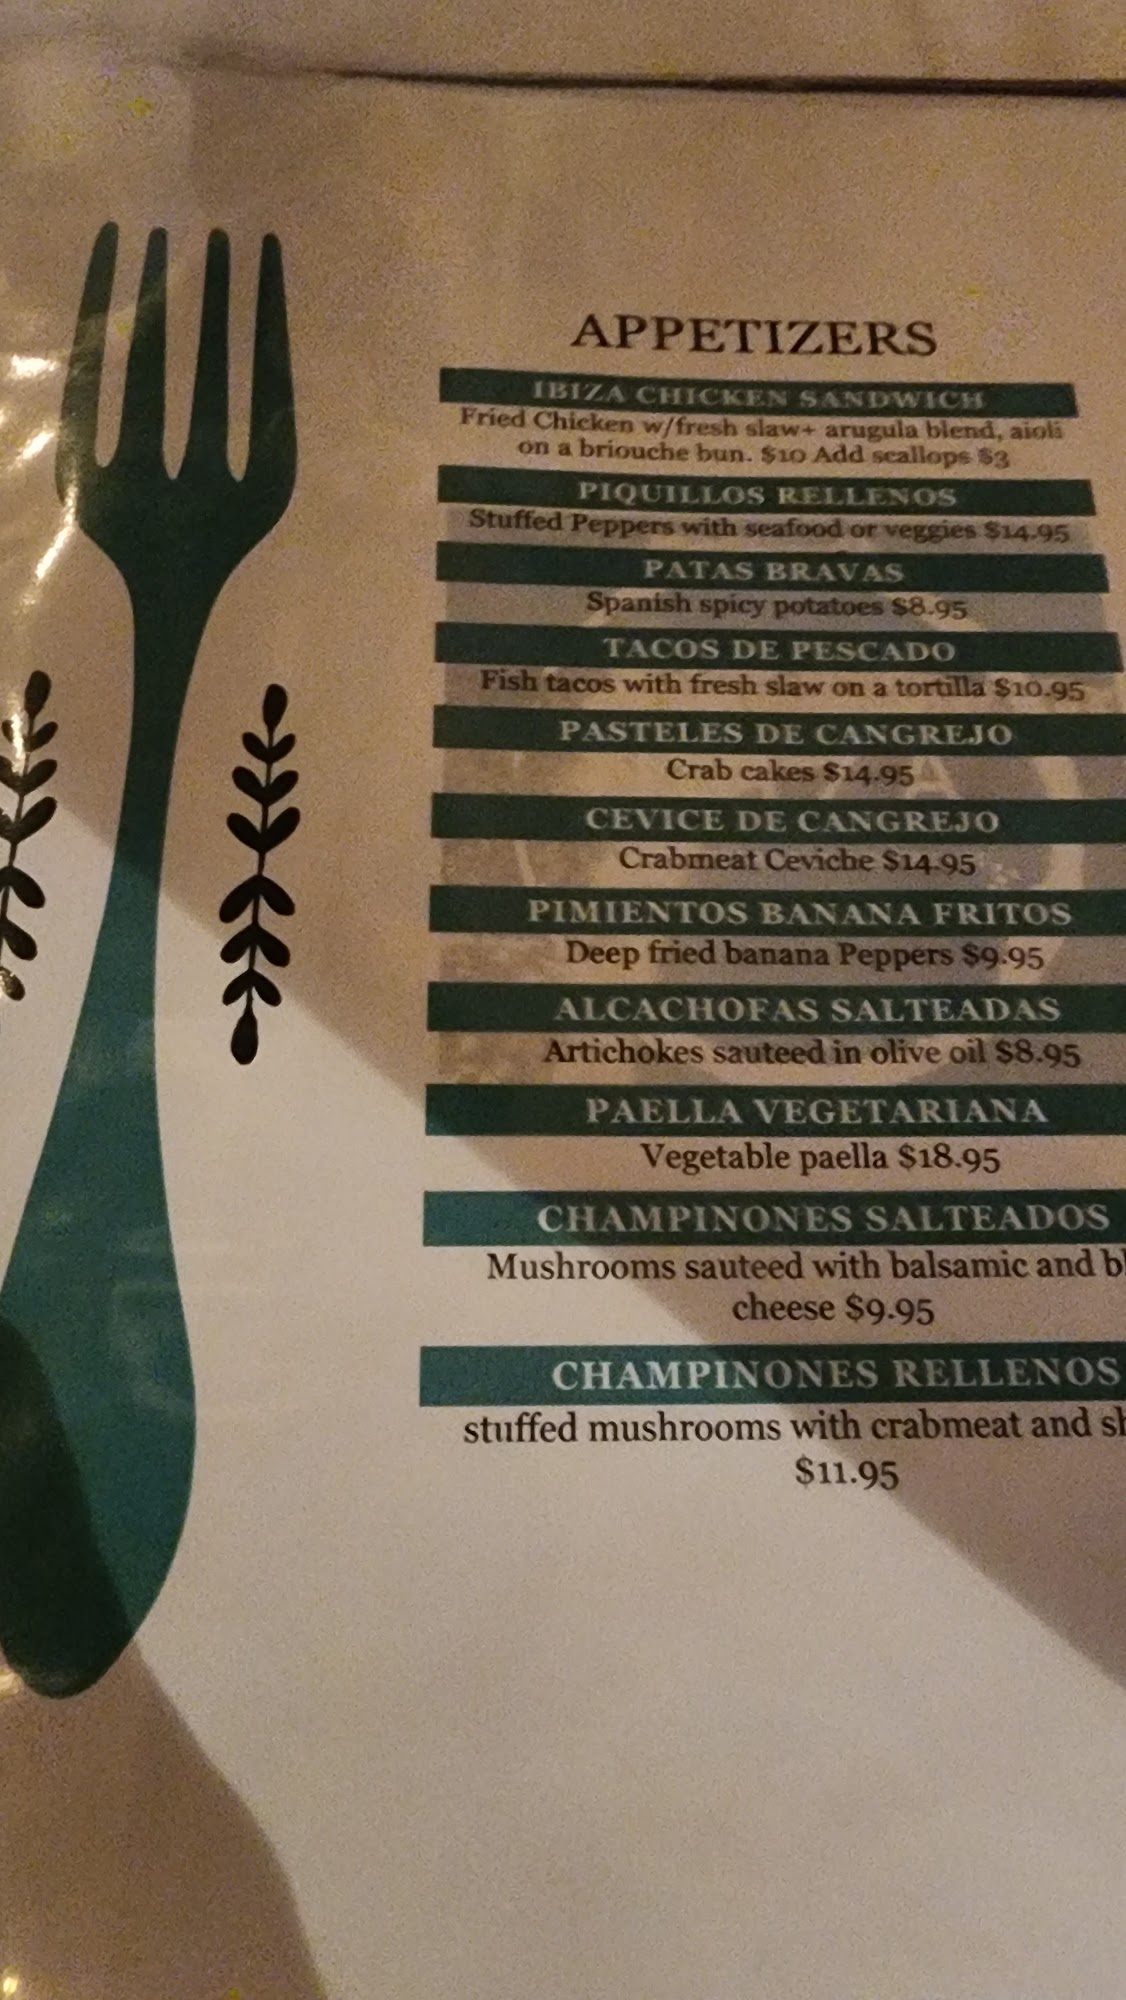 APPETIZERS
IBIZA CHICKEN SANDWICH
Fried Chicken w/fresh slaw+ arugula blend, aioli
on a briouche bun. $10 Add scallops $3
PIQUILLOS RELLENOS
Stuffed Peppers with seafood or veggies $14.95
PATAS BRAVAS
Spanish spicy potatoes $8.95
TACOS DE PESCADO
Fish tacos with fresh slaw on a tortilla $10.95
PASTELES DE CANGREJO
Crab cakes $14.95
CEVICE DE CANGREJO
Crabmeat Ceviche $14.95
PIMIENTOS BANANA FRITOS
Deep fried banana Peppers $9.95
ALCACHOFAS SALTEADAS
Artichokes sauteed in olive oil $8.95
PAELLA VEGETARIANA
Vegetable paella $18.95
CHAMPINONES SALTEADOS
Mushrooms sauteed with balsamic and
cheese $9.95
CHAMPINONES RELLENOS
stuffed mushrooms with crabmeat and
$11.95